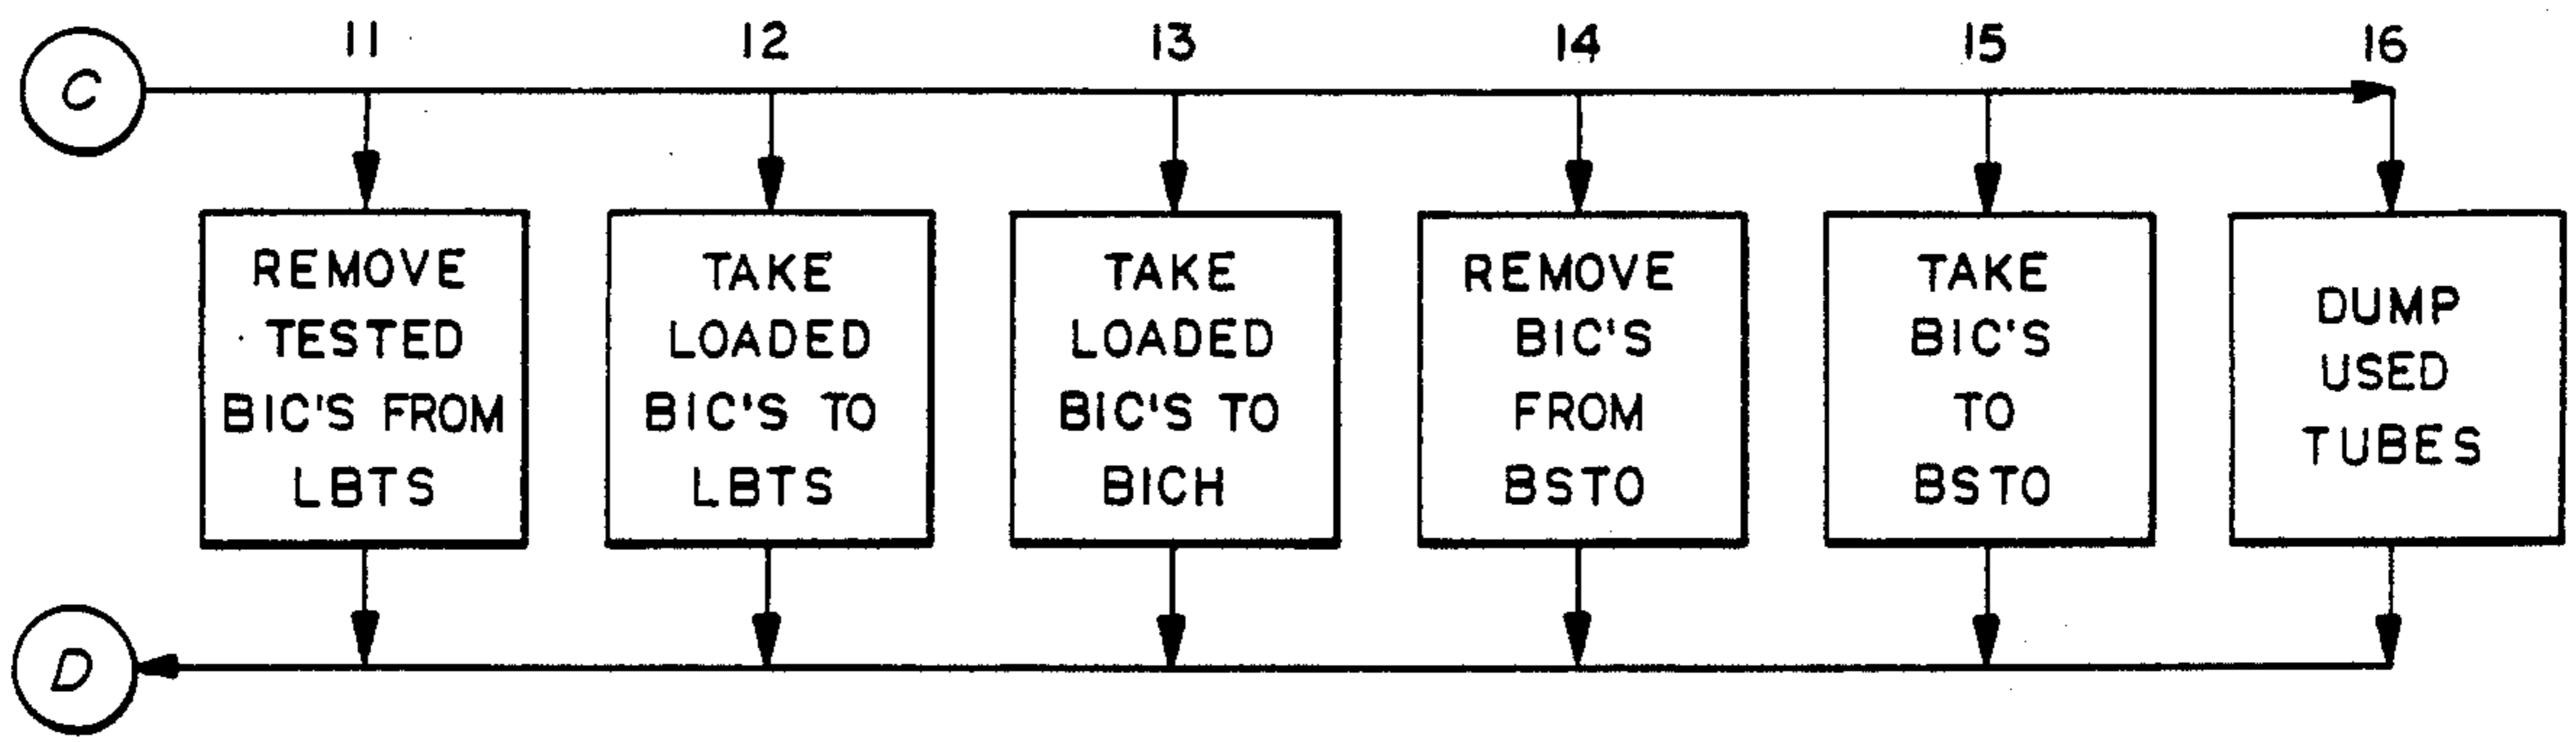 C
11
12
13
14
15
16
REMOVE
TESTED
BIC'S FROM
LBTS
TAKE
LOADED
BIC'S TO
LBTS
TAKE
LOADED
BIC'S TO
BICH
REMOVE
BIC'S
FROM
BSTO
TAKE
BIC'S
TO
BSTO
DUMP
USED
TUBES
D